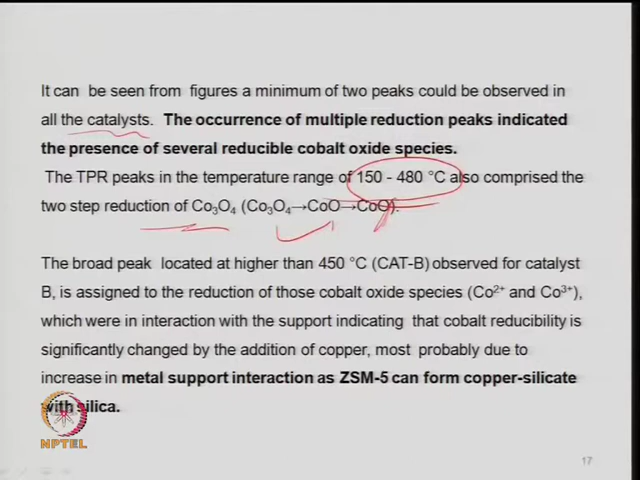 It can be seen from figures a minimum of two peaks could be observed in
all the catalysts. The occurrence of multiple reduction peaks indicated
the presence of several reducible cobalt oxide species.
The TPR peaks in the temperature range of 150 - 480 °C also comprised the
two step reduction of Co₃O₄ (Co₃O₄→CoO→CoO).
The broad peak located at higher than 450 °C (CAT-B) observed for catalyst
B, is assigned to the reduction of those cobalt oxide species (Co²⁺ and Co³⁺),
which were in interaction with the support indicating that cobalt reducibility is
significantly changed by the addition of copper, most probably due to
increase in metal support interaction as ZSM-5 can form copper-silicate
with silica.
NPTEL
17